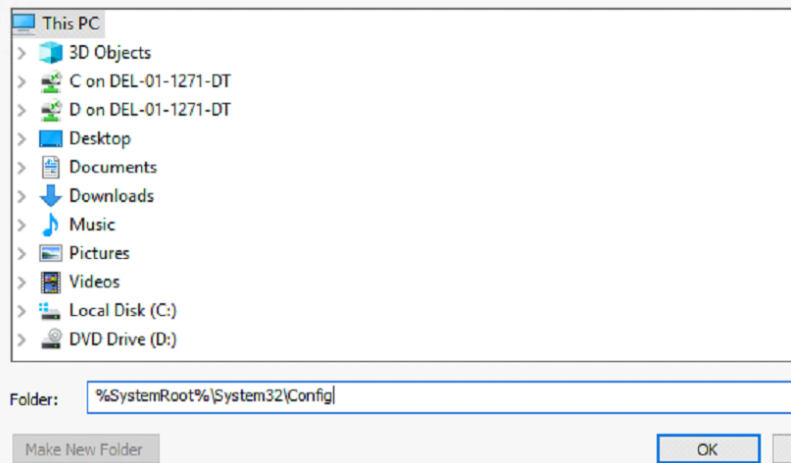 This PC
3D Objects
C on DEL-01-1271-DT
D on DEL-01-1271-DT
Desktop
Documents
Downloads
Music
Pictures
Videos
Local Disk (C:)
DVD Drive (D:)
Folder: %SystemRoot%\System32\Config
Make New Folder OK